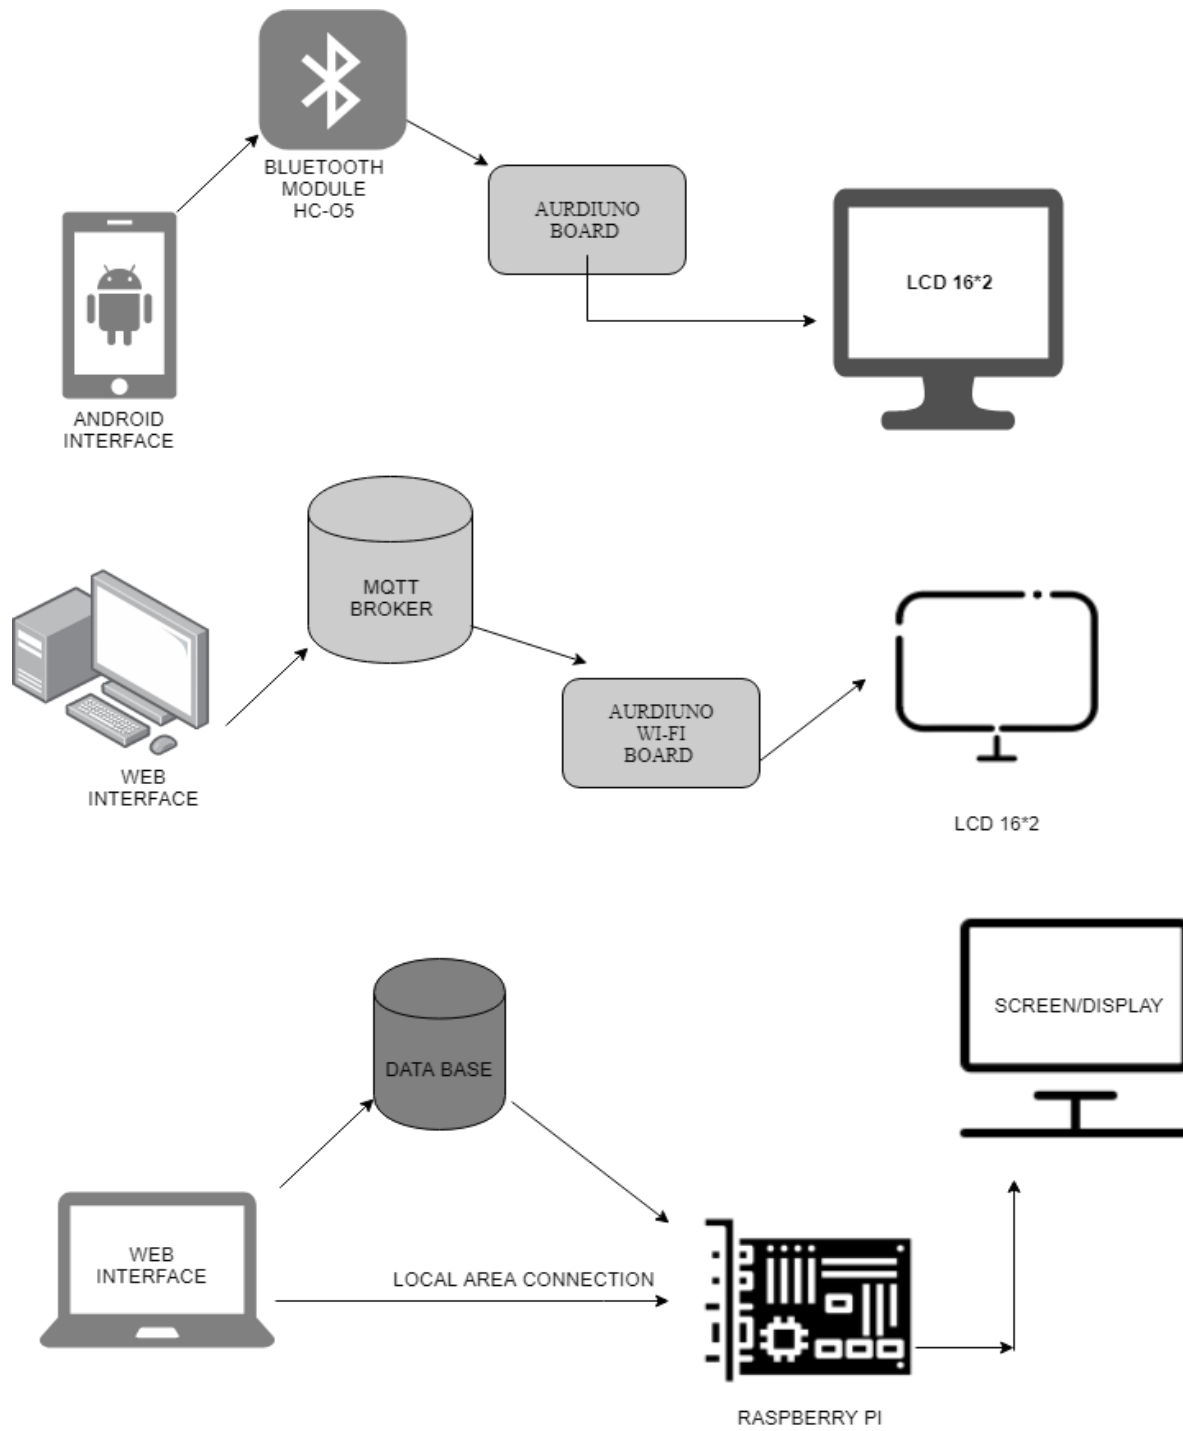 BLUETOOTH
MODULE
HC-O5
AURDIUNO
BOARD
LCD 16*2
ANDROID
INTERFACE
MQTT
BROKER
AURDIUNO
WI-FI
BOARD
WEB
INTERFACE
LCD 16*2
SCREEN/DISPLAY
DATA BASE
WEB
INTERFACE
LOCAL AREA CONNECTION
RASPBERRY PI